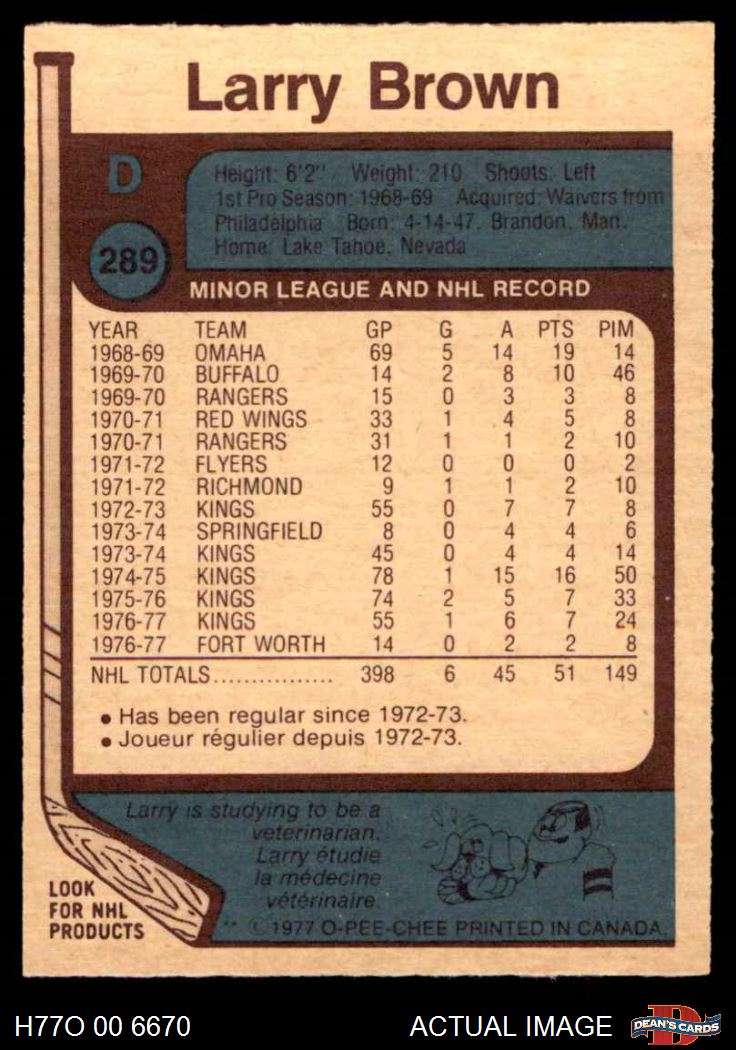 Larry Brown
D
289
Height: 6'2" Weight: 210 Shoots: Left
1st Pro Season: 1968-69 Acquired: Waivers from
Philadelphia Born: 4-14-47, Brandon, Man.
Home: Lake Tahoe, Nevada
MINOR LEAGUE AND NHL RECORD
YEAR TEAM GP G A PTS PIM
1968-69 OMAHA 69 5 14 19 14
1969-70 BUFFALO 14 2 8 10 46
1969-70 RANGERS 15 0 3 3 8
1970-71 RED WINGS 33 1 4 5 8
1970-71 RANGERS 31 1 1 2 10
1971-72 FLYERS 12 0 0 0 2
1971-72 RICHMOND 9 1 1 2 10
1972-73 KINGS 55 0 7 7 8
1973-74 SPRINGFIELD 8 0 4 4 6
1973-74 KINGS 45 0 4 4 14
1974-75 KINGS 78 1 15 16 50
1975-76 KINGS 74 2 5 7 33
1976-77 KINGS 55 1 6 7 24
1976-77 FORT WORTH 14 0 2 2 8
NHL TOTALS................ 398 6 45 51 149
• Has been regular since 1972-73.
• Joueur régulier depuis 1972-73.
Larry is studying to be a
veterinarian.
Larry étudie
la médecine
vétérinaire.
LOOK
FOR NHL
PRODUCTS
** © 1977 O-PEE-CHEE PRINTED IN CANADA.
H77O 00 6670 ACTUAL IMAGE
D
DEAN'S CARDS